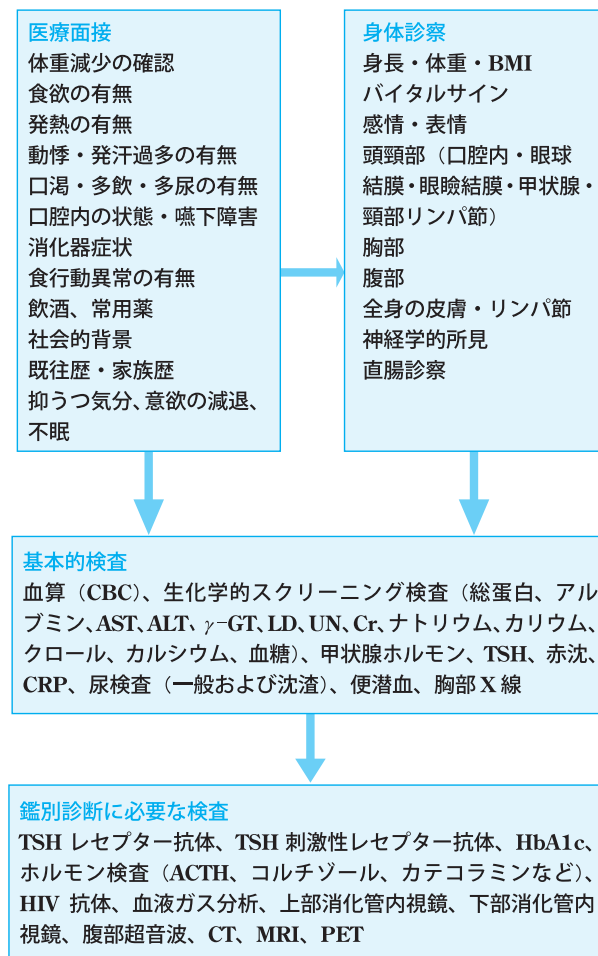 医療面接
体重減少の確認
食欲の有無
発熱の有無
動悸・発汗過多の有無
口渇・多飲・多尿の有無
口腔内の状態・嚥下障害
消化器症状
食行動異常の有無
飲酒、常用薬
社会的背景
既往歴・家族歴
抑うつ気分、意欲の減退、
不眠
身体診察
身長・体重・BMI
バイタルサイン
感情・表情
頭頸部（口腔内・眼球
結膜・眼瞼結膜・甲状腺・
頸部リンパ節）
胸部
腹部
全身の皮膚・リンパ節
神経学的所見
直腸診察
基本的検査
血算（CBC）、生化学的スクリーニング検査（総蛋白、アル
ブミン、AST、ALT、γ-GT、LD、UN、Cr、ナトリウム、カリウム、
クロール、カルシウム、血糖）、甲状腺ホルモン、TSH、赤沈、
CRP、尿検査（一般および沈渣）、便潜血、胸部 X 線
鑑別診断に必要な検査
TSH レセプター抗体、TSH 刺激性レセプター抗体、HbA1c、
ホルモン検査（ACTH、コルチゾール、カテコラミンなど）、
HIV 抗体、血液ガス分析、上部消化管内視鏡、下部消化管内
視鏡、腹部超音波、CT、MRI、PET